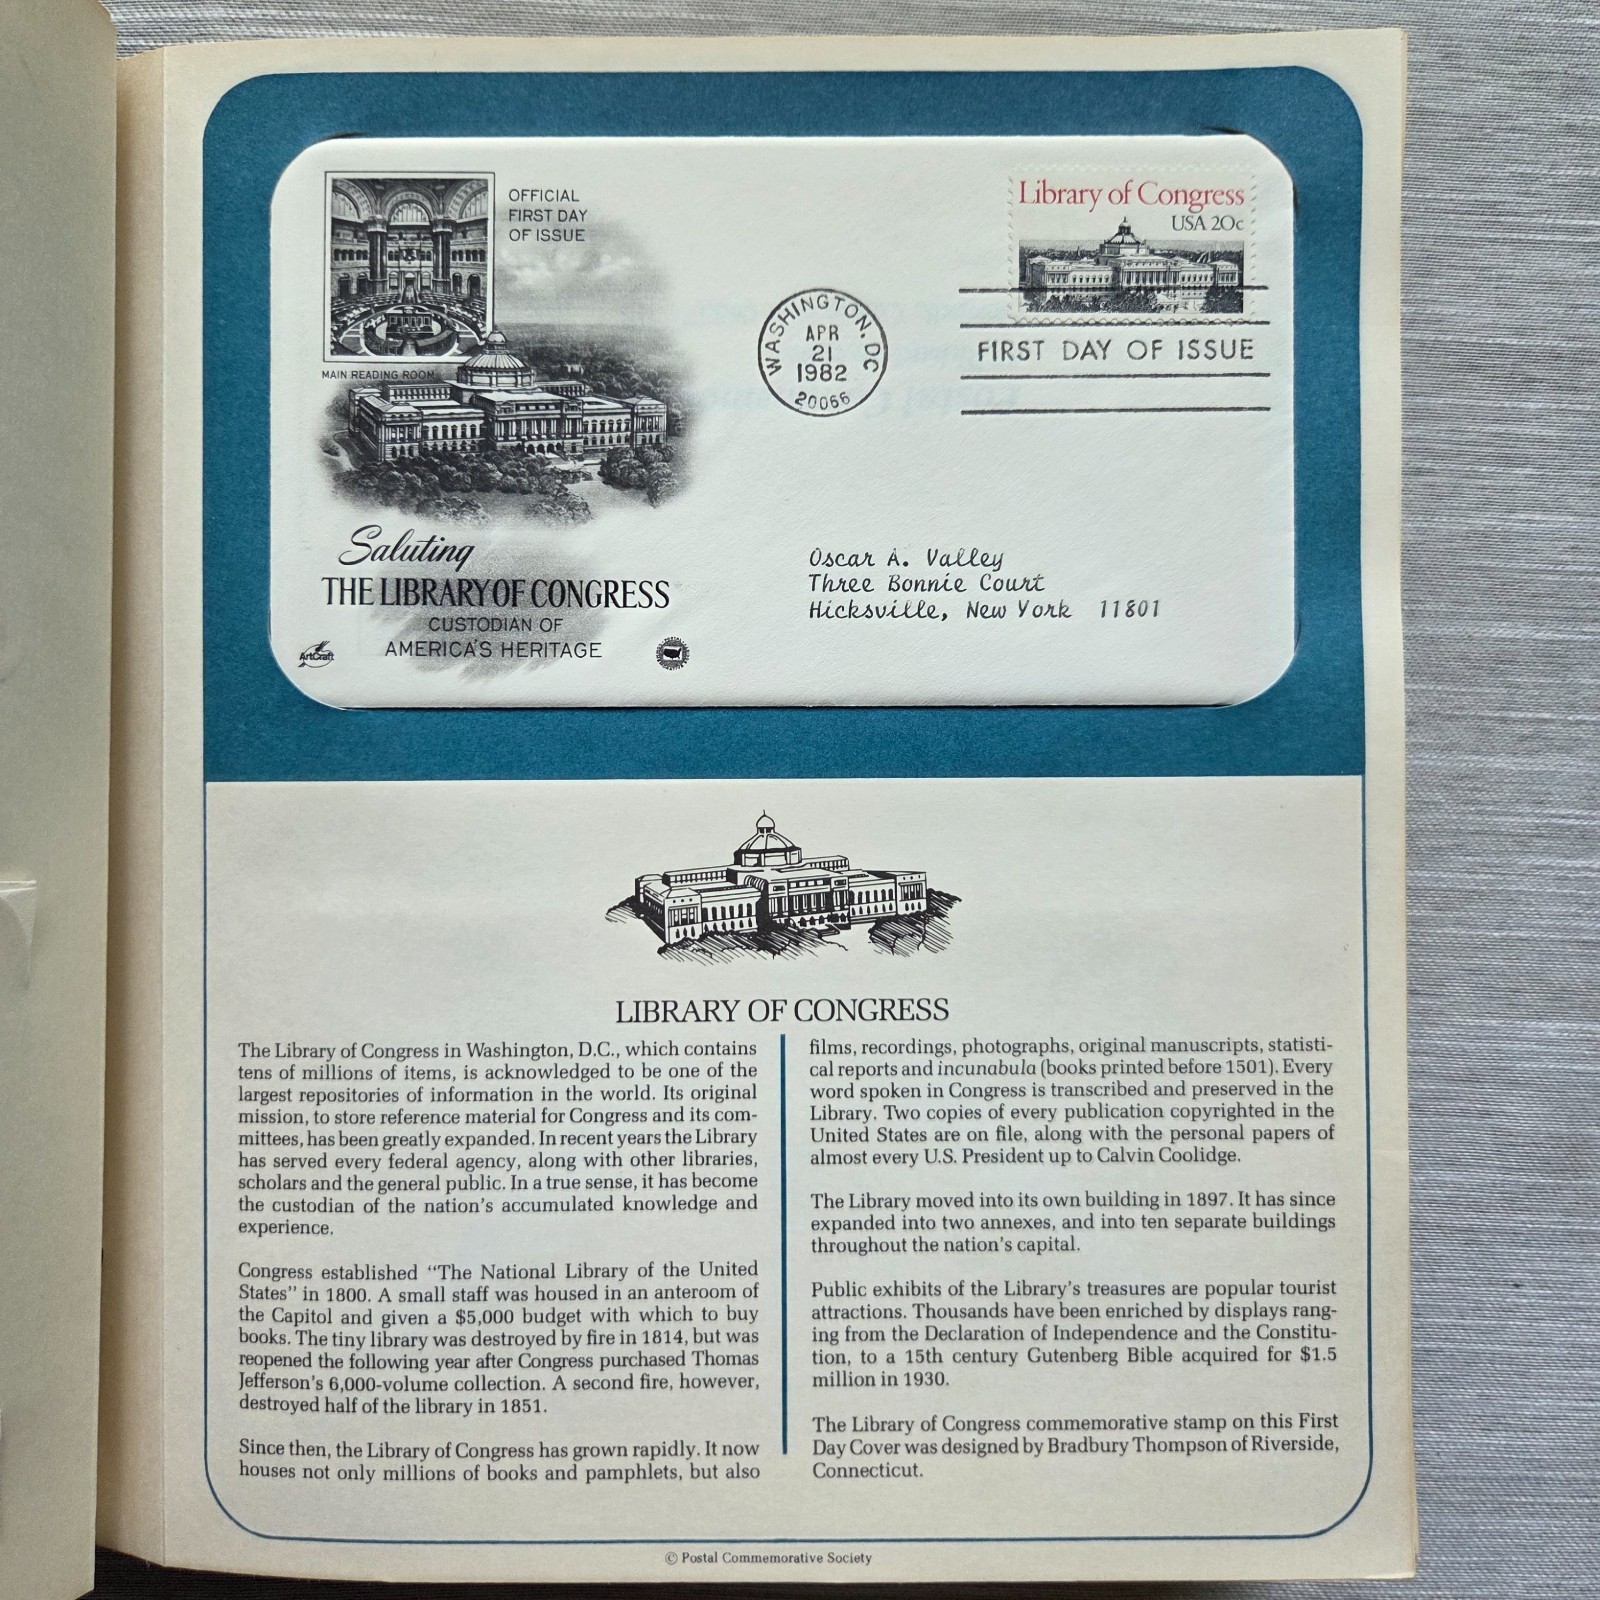 OFFICIAL
FIRST DAY
OF ISSUE
MAIN READING ROOM
Saluting
THE LIBRARY OF CONGRESS
CUSTODIAN OF
AMERICA'S HERITAGE
ArtCraft
Library of Congress
USA 20c
WASHINGTON, DC
APR
21
1982
20066
FIRST DAY OF ISSUE
Oscar A. Valley
Three Bonnie Court
Hicksville, New York 11801
LIBRARY OF CONGRESS
The Library of Congress in Washington, D.C., which contains
tens of millions of items, is acknowledged to be one of the
largest repositories of information in the world. Its original
mission, to store reference material for Congress and its com-
mittees, has been greatly expanded. In recent years the Library
has served every federal agency, along with other libraries,
scholars and the general public. In a true sense, it has become
the custodian of the nation's accumulated knowledge and
experience.
Congress established "The National Library of the United
States" in 1800. A small staff was housed in an anteroom of
the Capitol and given a $5,000 budget with which to buy
books. The tiny library was destroyed by fire in 1814, but was
reopened the following year after Congress purchased Thomas
Jefferson's 6,000-volume collection. A second fire, however,
destroyed half of the library in 1851.
Since then, the Library of Congress has grown rapidly. It now
houses not only millions of books and pamphlets, but also
films, recordings, photographs, original manuscripts, statisti-
cal reports and incunabula (books printed before 1501). Every
word spoken in Congress is transcribed and preserved in the
Library. Two copies of every publication copyrighted in the
United States are on file, along with the personal papers of
almost every U.S. President up to Calvin Coolidge.
The Library moved into its own building in 1897. It has since
expanded into two annexes, and into ten separate buildings
throughout the nation's capital.
Public exhibits of the Library's treasures are popular tourist
attractions. Thousands have been enriched by displays rang-
ing from the Declaration of Independence and the Constitu-
tion, to a 15th century Gutenberg Bible acquired for $1.5
million in 1930.
The Library of Congress commemorative stamp on this First
Day Cover was designed by Bradbury Thompson of Riverside,
Connecticut.
© Postal Commemorative Society